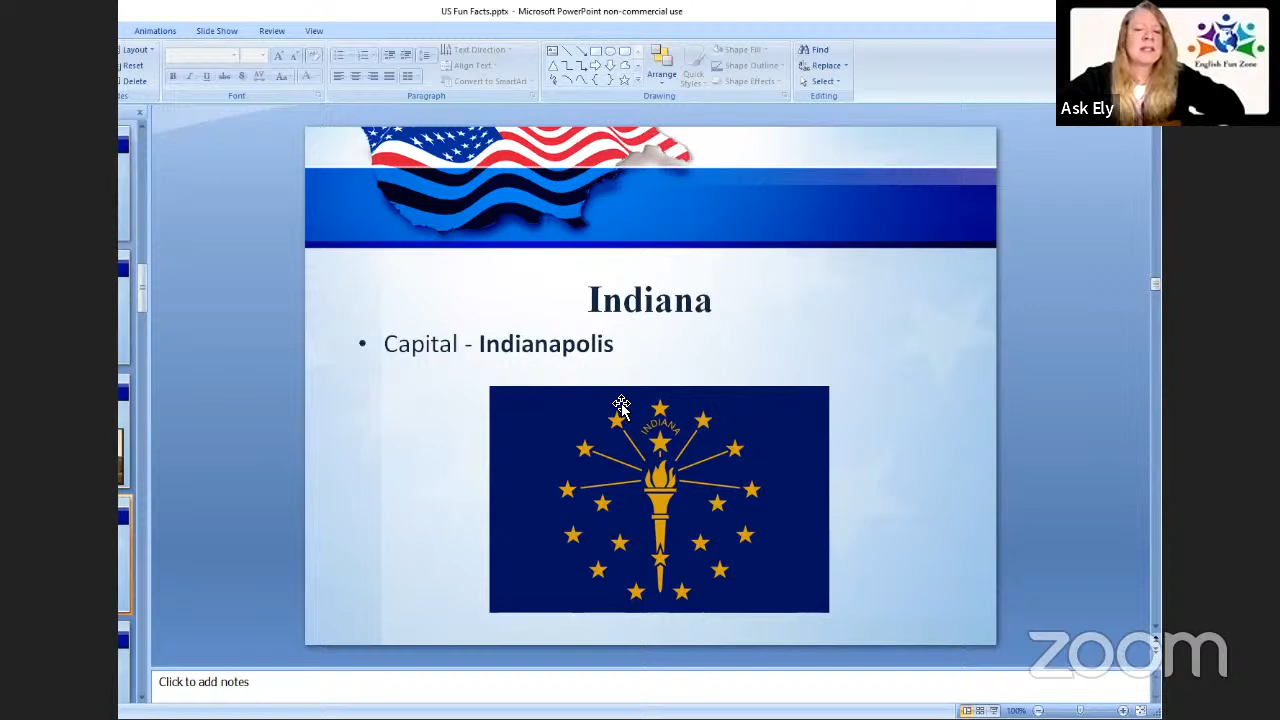 US Fun Facts.pptx - Microsoft PowerPoint non-commercial use
Animations Slide Show Review View
Layout
Reset
Delete
Text Direction
Align Text
Convert to SmartArt
Arrange
Quick
Styles
Shape Fill
Shape Outline
Shape Effects
Find
Replace
Select
Font Paragraph Drawing Editing
English Fun Zone
Ask Ely
Indiana
• Capital - Indianapolis
INDIANA
zoom
Click to add notes
100%